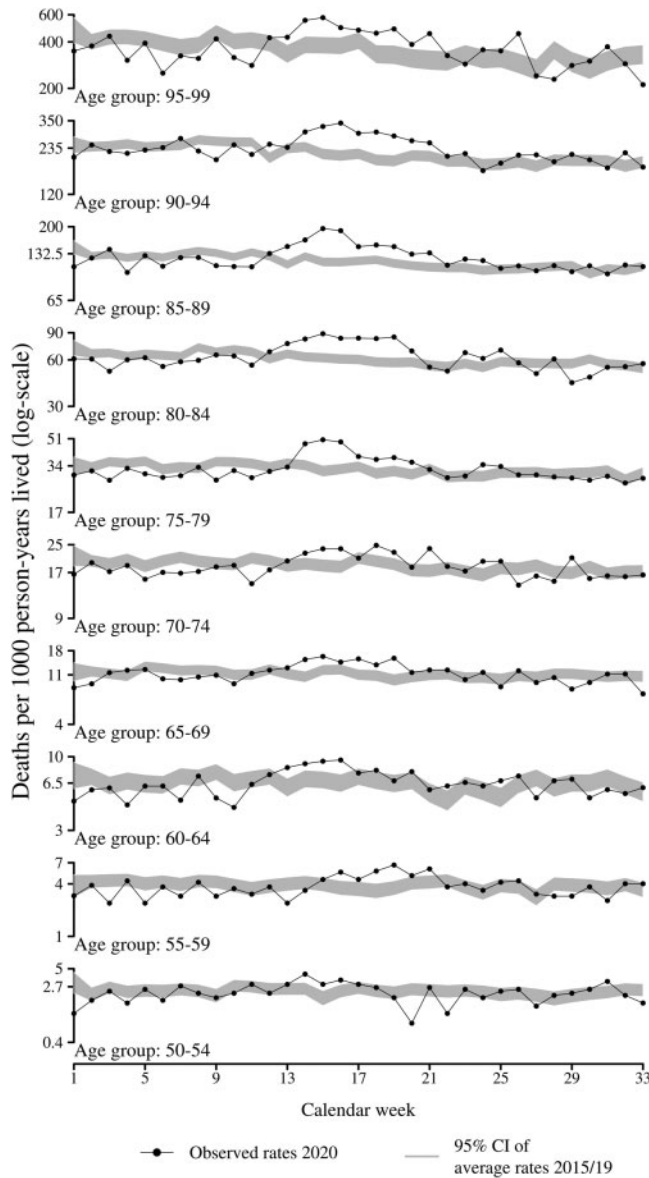 Deaths per 1000 person-years lived (log-scale)
600
400
200
Age group: 95-99
350
235
120
Age group: 90-94
200
132.5
65
Age group: 85-89
90
60
30
Age group: 80-84
51
34
17
Age group: 75-79
25
17
9
Age group: 70-74
18
11
4
Age group: 65-69
10
6.5
3
Age group: 60-64
7
4
1
Age group: 55-59
5
2.7
0.4
Age group: 50-54
1 5 9 13 17 21 25 29 33
Calendar week
Observed rates 2020
95% CI of
average rates 2015/19